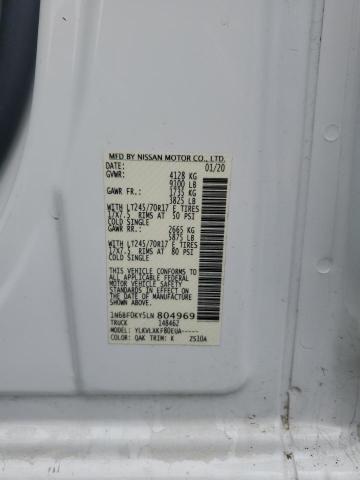 MFD BY NISSAN MOTOR CO., LTD.
DATE: 01/20
GVWR: 4128 KG
9100 LB
GAWR FR: 1735 KG
3825 LB
WITH LT245/70R17 E TIRES
17X7.5 RIMS AT 50 PSI
COLD SINGLE
GAWR RR: 2665 KG
5875 LB
WITH LT245/70R17 E TIRES
17X7.5 RIMS AT 80 PSI
COLD SINGLE
THIS VEHICLE CONFORMS TO
ALL APPLICABLE FEDERAL
MOTOR VEHICLE SAFETY
STANDARDS IN EFFECT ON THE
DATE OF MANUFACTURE
SHOWN ABOVE.
1N6BF0KY5LN 804969
TRUCK 148462
MODEL: YLKVLXKF80EUA-----
COLOR: QAK TRIM: K ZS10A